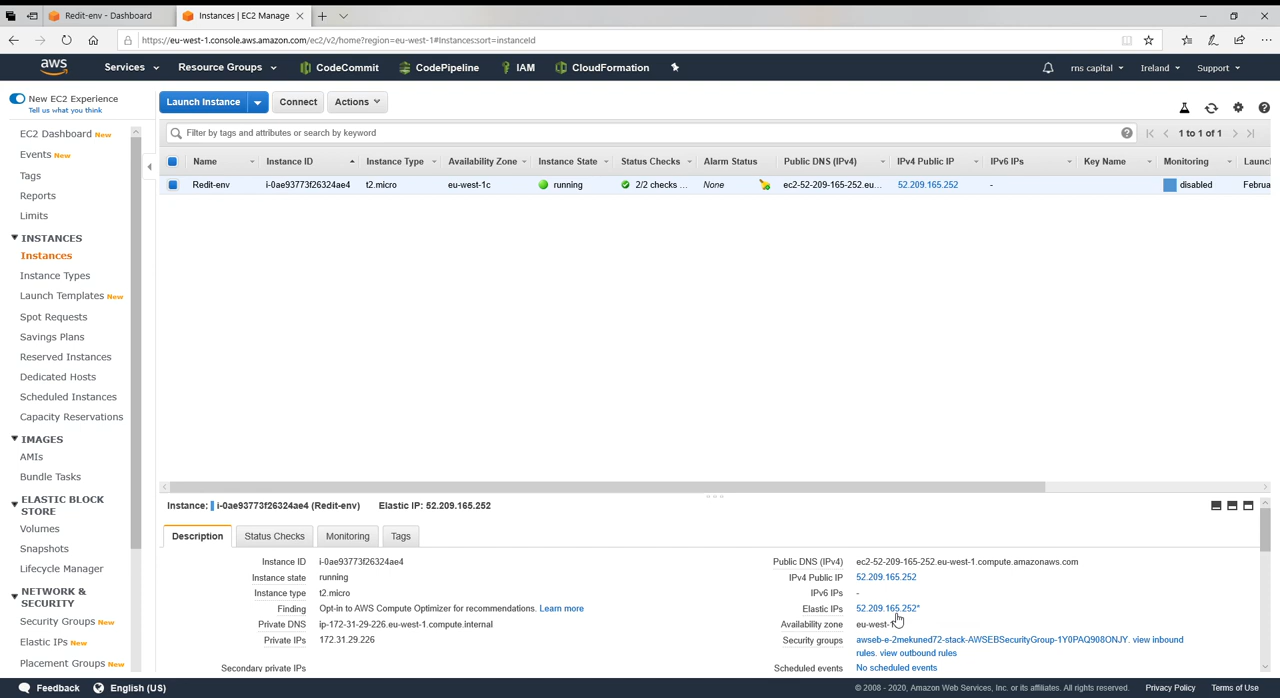 Redit-env - Dashboard
Instances | EC2 Manage
https://eu-west-1.console.aws.amazon.com/ec2/v2/home?region=eu-west-1#Instances:sort=instanceId
aws
Services
Resource Groups
CodeCommit
CodePipeline
IAM
CloudFormation
rns capital
Ireland
Support
New EC2 Experience
Tell us what you think
Launch Instance
Connect
Actions
EC2 Dashboard New
Events New
Tags
Reports
Limits
INSTANCES
Instances
Instance Types
Launch Templates New
Spot Requests
Savings Plans
Reserved Instances
Dedicated Hosts
Scheduled Instances
Capacity Reservations
IMAGES
AMIs
Bundle Tasks
ELASTIC BLOCK
STORE
Volumes
Snapshots
Lifecycle Manager
NETWORK &
SECURITY
Security Groups New
Elastic IPs New
Placement Groups New
Filter by tags and attributes or search by keyword
1 to 1 of 1
Name Instance ID Instance Type Availability Zone Instance State Status Checks Alarm Status Public DNS (IPv4) IPv4 Public IP IPv6 IPs Key Name Monitoring Launc
Redit-env i-0ae93773f26324ae4 t2.micro eu-west-1c running 2/2 checks ... None ec2-52-209-165-252.eu... 52.209.165.252 - disabled Februa
Instance: i-0ae93773f26324ae4 (Redit-env) Elastic IP: 52.209.165.252
Description Status Checks Monitoring Tags
Instance ID i-0ae93773f26324ae4
Instance state running
Instance type t2.micro
Finding Opt-in to AWS Compute Optimizer for recommendations. Learn more
Private DNS ip-172-31-29-226.eu-west-1.compute.internal
Private IPs 172.31.29.226
Secondary private IPs
Public DNS (IPv4) ec2-52-209-165-252.eu-west-1.compute.amazonaws.com
IPv4 Public IP 52.209.165.252
IPv6 IPs -
Elastic IPs 52.209.165.252*
Availability zone eu-west-1
Security groups awseb-e-2mekuned72-stack-AWSEBSecurityGroup-1Y0PAQ908ONJY. view inbound
rules. view outbound rules
Scheduled events No scheduled events
Feedback
English (US)
© 2008 - 2020, Amazon Web Services, Inc. or its affiliates. All rights reserved.
Privacy Policy
Terms of Use